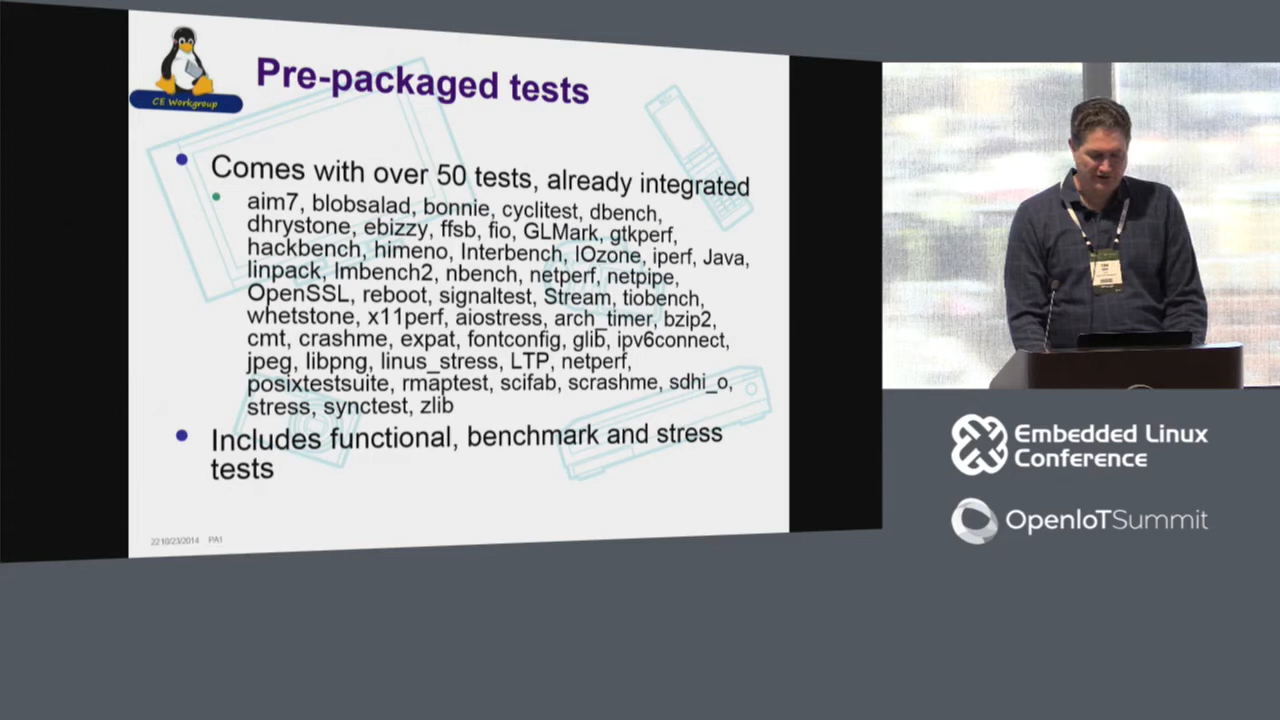 CE Workgroup
Pre-packaged tests
Comes with over 50 tests, already integrated
aim7, blobsalad, bonnie, cyclitest, dbench,
dhrystone, ebizzy, ffsb, fio, GLMark, gtkperf,
hackbench, himeno, Interbench, IOzone, iperf, Java,
linpack, lmbench2, nbench, netperf, netpipe,
OpenSSL, reboot, signaltest, Stream, tiobench,
whetstone, x11perf, aiostress, arch_timer, bzip2,
cmt, crashme, expat, fontconfig, glib, ipv6connect,
jpeg, libpng, linus_stress, LTP, netperf,
posixtestsuite, rmaptest, scifab, scrashme, sdhi_o,
stress, synctest, zlib
Includes functional, benchmark and stress
tests
22 10/23/2014 PA1
Embedded Linux
Conference
OpenIoTSummit